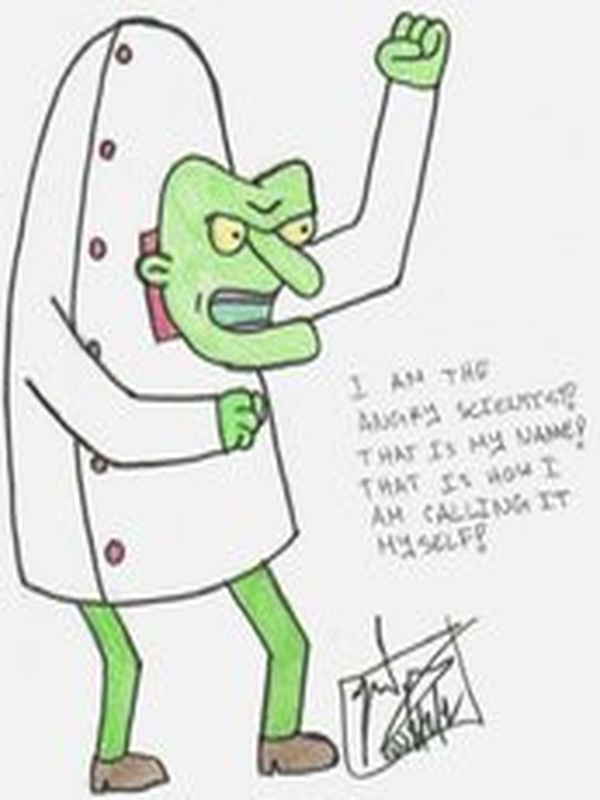 I AM THE
ANGRY SCIENTIST!
THAT IS MY NAME!
THAT IS HOW I
AM CALLING IT
MYSELF!